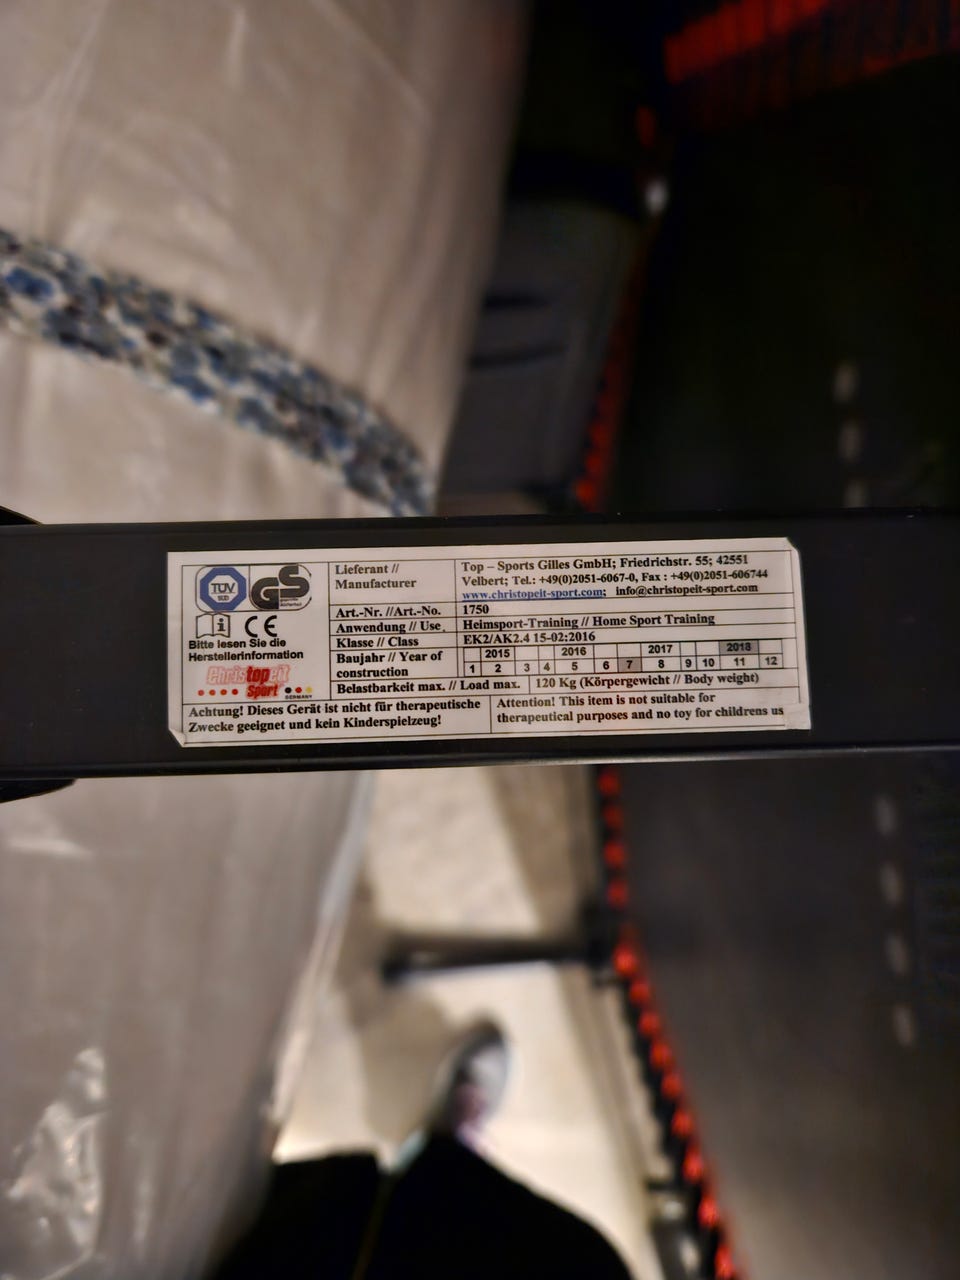 TÜV
SÜD
GS
geprüfte
Sicherheit
i CE
Bitte lesen Sie die
Herstellerinformation
Christopeit
Sport
GERMANY
Lieferant //
Manufacturer
Top – Sports Gilles GmbH; Friedrichstr. 55; 42551
Velbert; Tel.: +49(0)2051-6067-0, Fax : +49(0)2051-606744
www.christopeit-sport.com; info@christopeit-sport.com
Art.-Nr. //Art.-No. 1750
Anwendung // Use Heimsport-Training // Home Sport Training
Klasse // Class EK2/AK2.4 15-02:2016
Baujahr // Year of
construction
2015 2016 2017 2018
1 2 3 4 5 6 7 8 9 10 11 12
Belastbarkeit max. // Load max. 120 Kg (Körpergewicht // Body weight)
Achtung! Dieses Gerät ist nicht für therapeutische
Zwecke geeignet und kein Kinderspielzeug!
Attention! This item is not suitable for
therapeutical purposes and no toy for childrens us